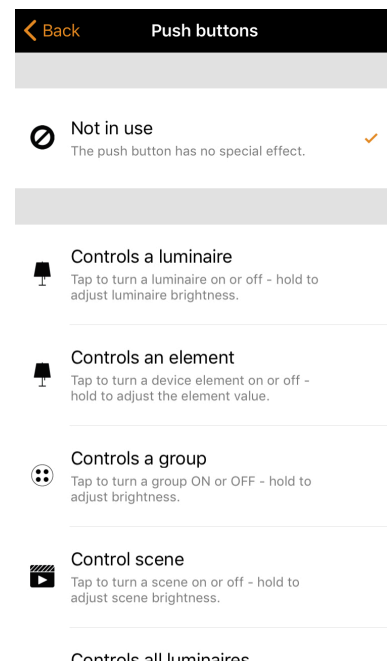 Back
Push buttons
Not in use
The push button has no special effect.
Controls a luminaire
Tap to turn a luminaire on or off - hold to
adjust luminaire brightness.
Controls an element
Tap to turn a device element on or off -
hold to adjust the element value.
Controls a group
Tap to turn a group ON or OFF - hold to
adjust brightness.
Control scene
Tap to turn a scene on or off - hold to
adjust scene brightness.
Controls all luminaires